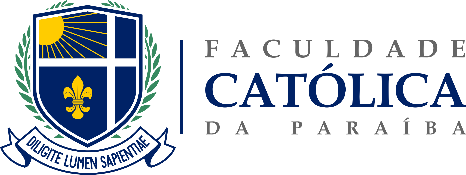 FACULDADE
CATÓLICA
DA PARAÍBA
DILIGITE LUMEN SAPIENTIAE